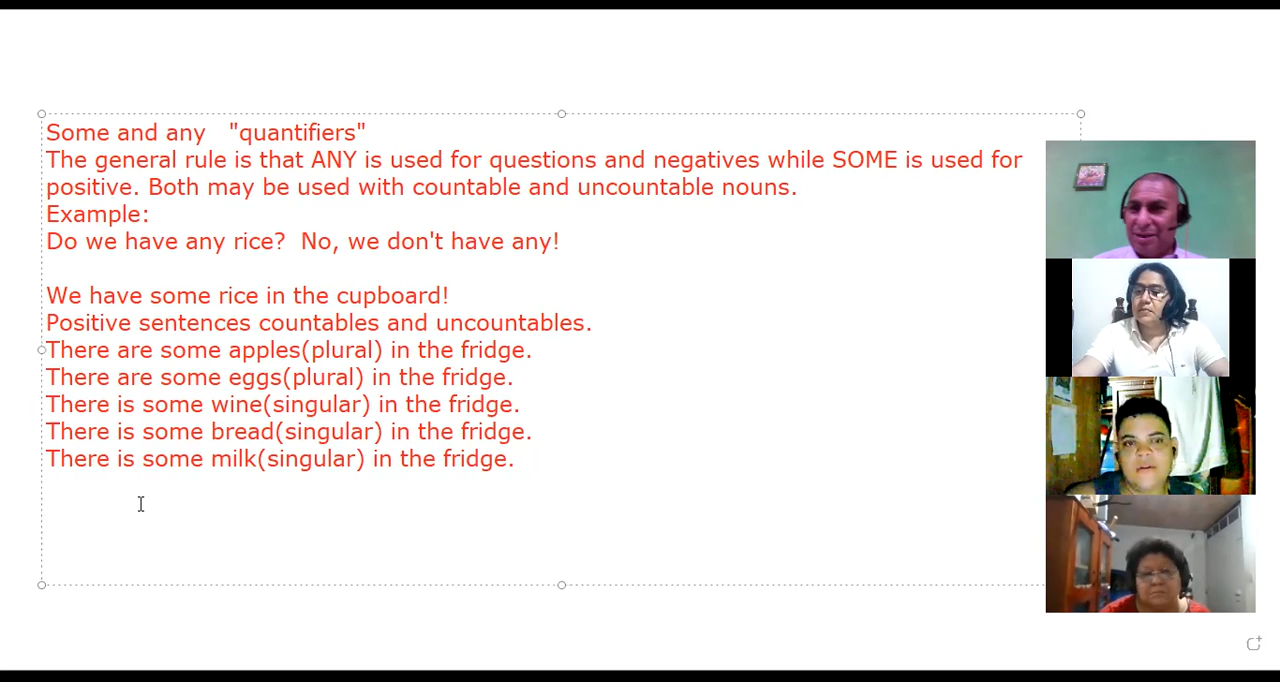 Some and any   "quantifiers"
The general rule is that ANY is used for questions and negatives while SOME is used for
positive. Both may be used with countable and uncountable nouns.
Example:
Do we have any rice?  No, we don't have any!
We have some rice in the cupboard!
Positive sentences countables and uncountables.
There are some apples(plural) in the fridge.
There are some eggs(plural) in the fridge.
There is some wine(singular) in the fridge.
There is some bread(singular) in the fridge.
There is some milk(singular) in the fridge.